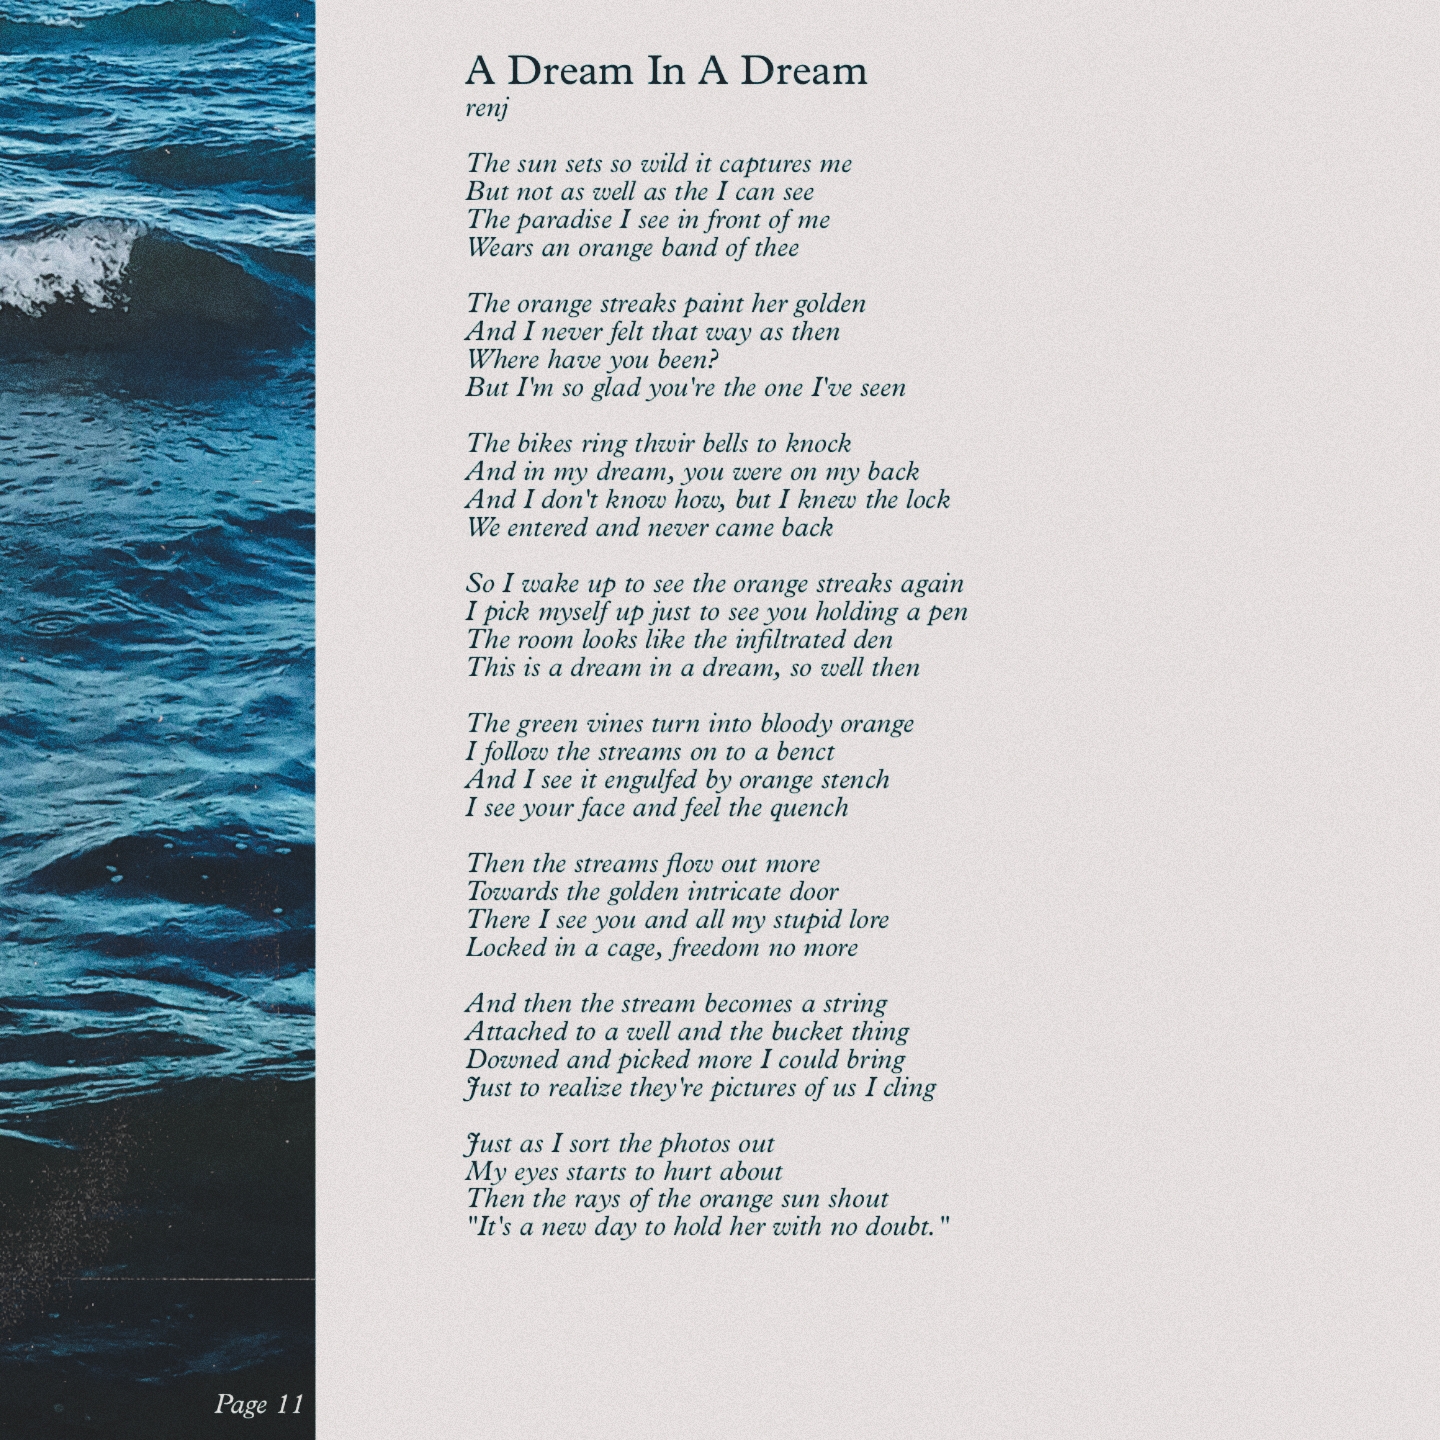 A Dream In A Dream
renj
The sun sets so wild it captures me
But not as well as the I can see
The paradise I see in front of me
Wears an orange band of thee
The orange streaks paint her golden
And I never felt that way as then
Where have you been?
But I'm so glad you're the one I've seen
The bikes ring thwir bells to knock
And in my dream, you were on my back
And I don't know how, but I knew the lock
We entered and never came back
So I wake up to see the orange streaks again
I pick myself up just to see you holding a pen
The room looks like the infiltrated den
This is a dream in a dream, so well then
The green vines turn into bloody orange
I follow the streams on to a benct
And I see it engulfed by orange stench
I see your face and feel the quench
Then the streams flow out more
Towards the golden intricate door
There I see you and all my stupid lore
Locked in a cage, freedom no more
And then the stream becomes a string
Attached to a well and the bucket thing
Downed and picked more I could bring
Just to realize they're pictures of us I cling
Just as I sort the photos out
My eyes starts to hurt about
Then the rays of the orange sun shout
"It's a new day to hold her with no doubt."
Page 11